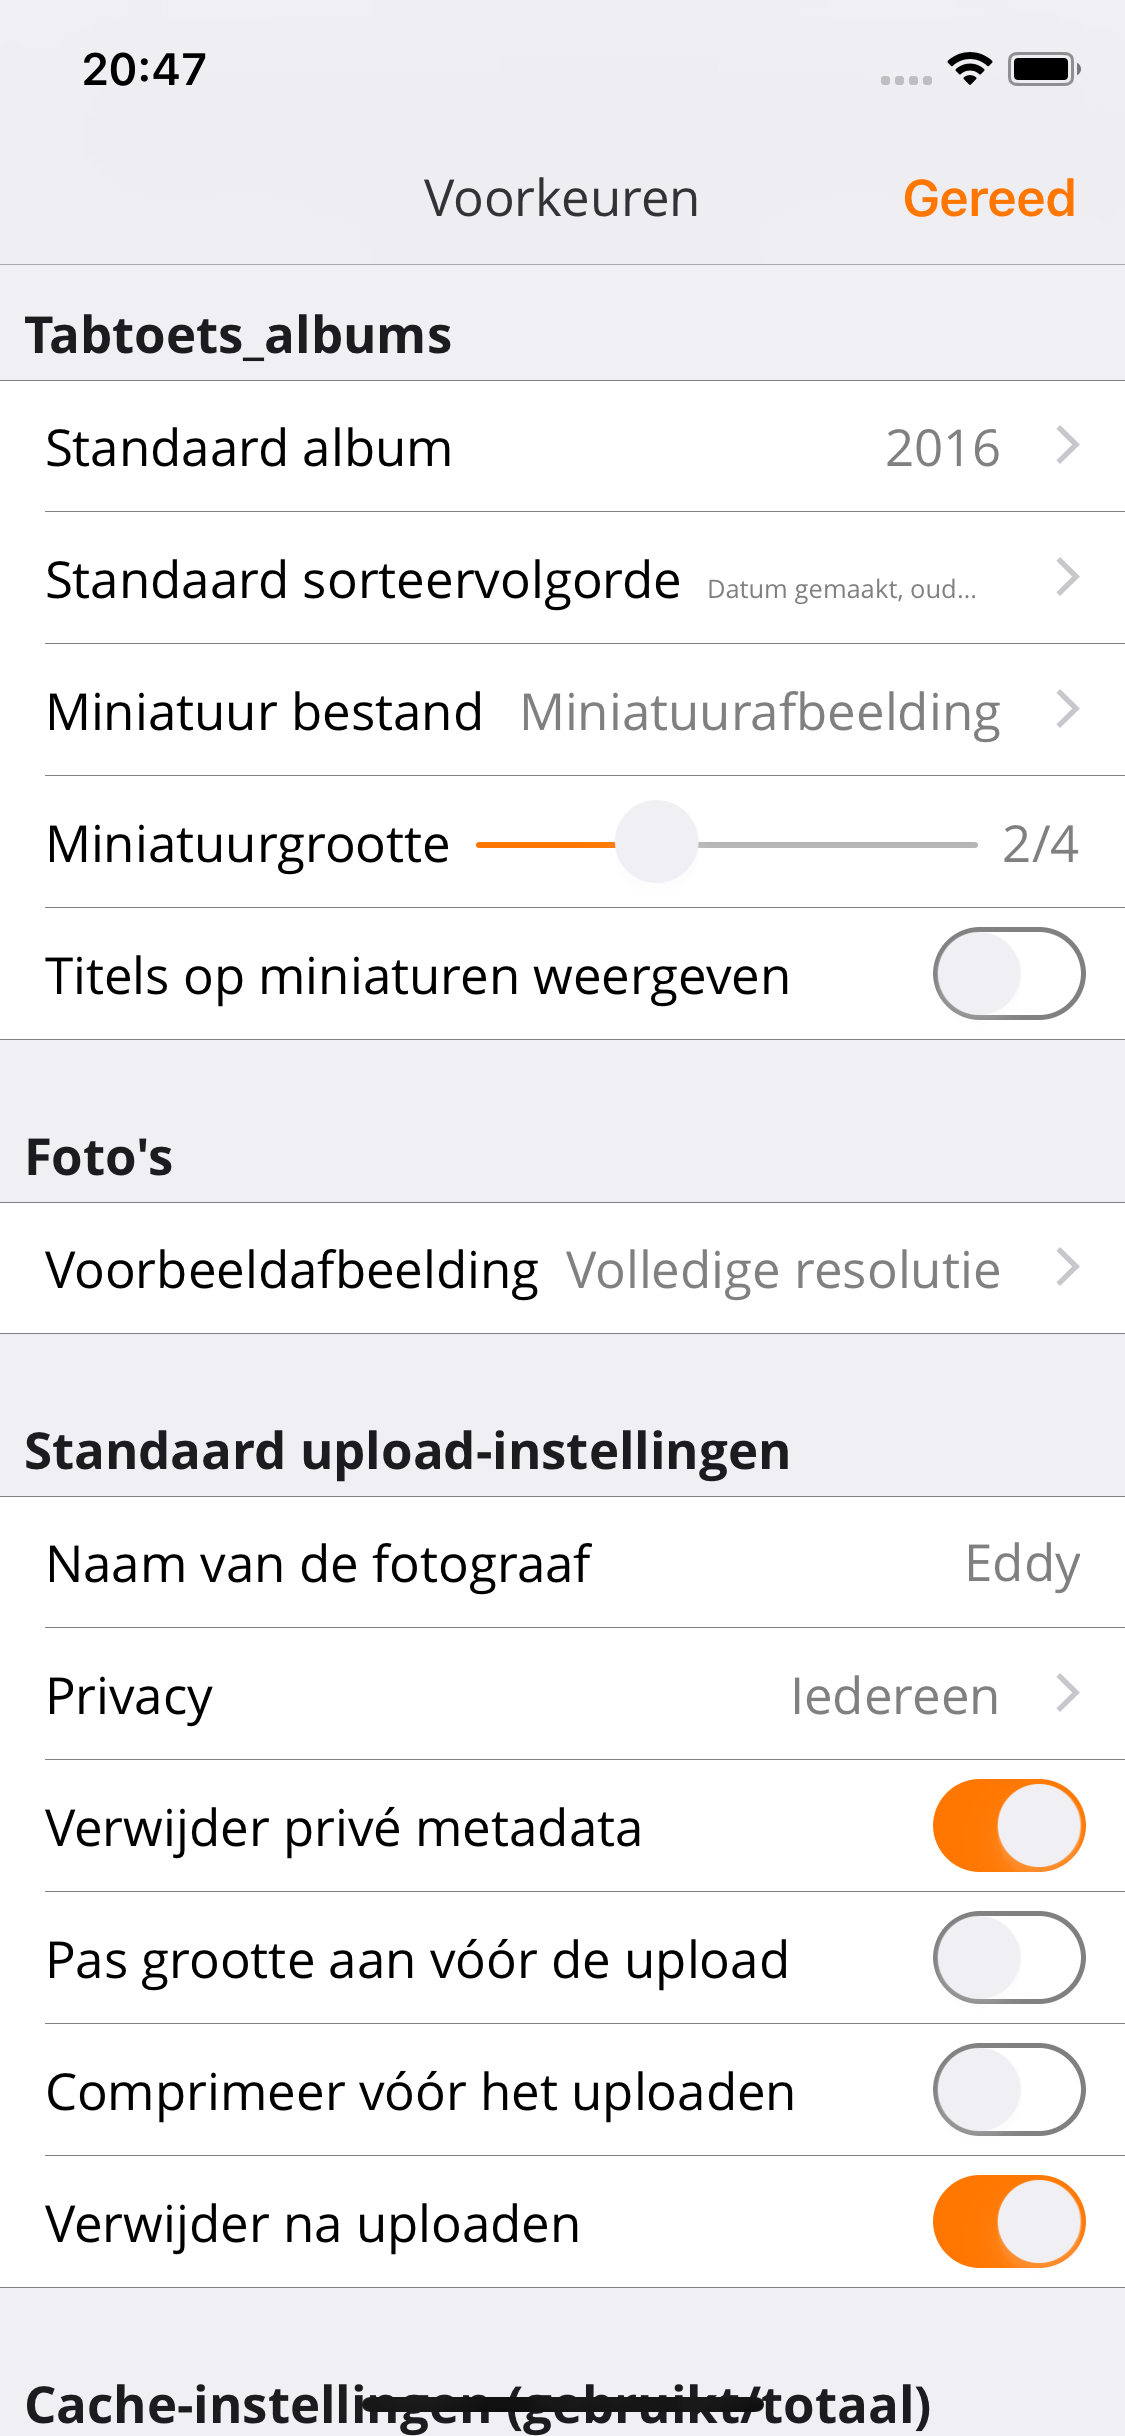 20:47
Voorkeuren
Gereed
Tabtoets_albums
Standaard album 2016
Standaard sorteervolgorde Datum gemaakt, oud...
Miniatuur bestand Miniatuurafbeelding
Miniatuurgrootte 2/4
Titels op miniaturen weergeven
Foto's
Voorbeeldafbeelding Volledige resolutie
Standaard upload-instellingen
Naam van de fotograaf Eddy
Privacy Iedereen
Verwijder privé metadata
Pas grootte aan vóór de upload
Comprimeer vóór het uploaden
Verwijder na uploaden
Cache-instellingen (gebruikt/totaal)